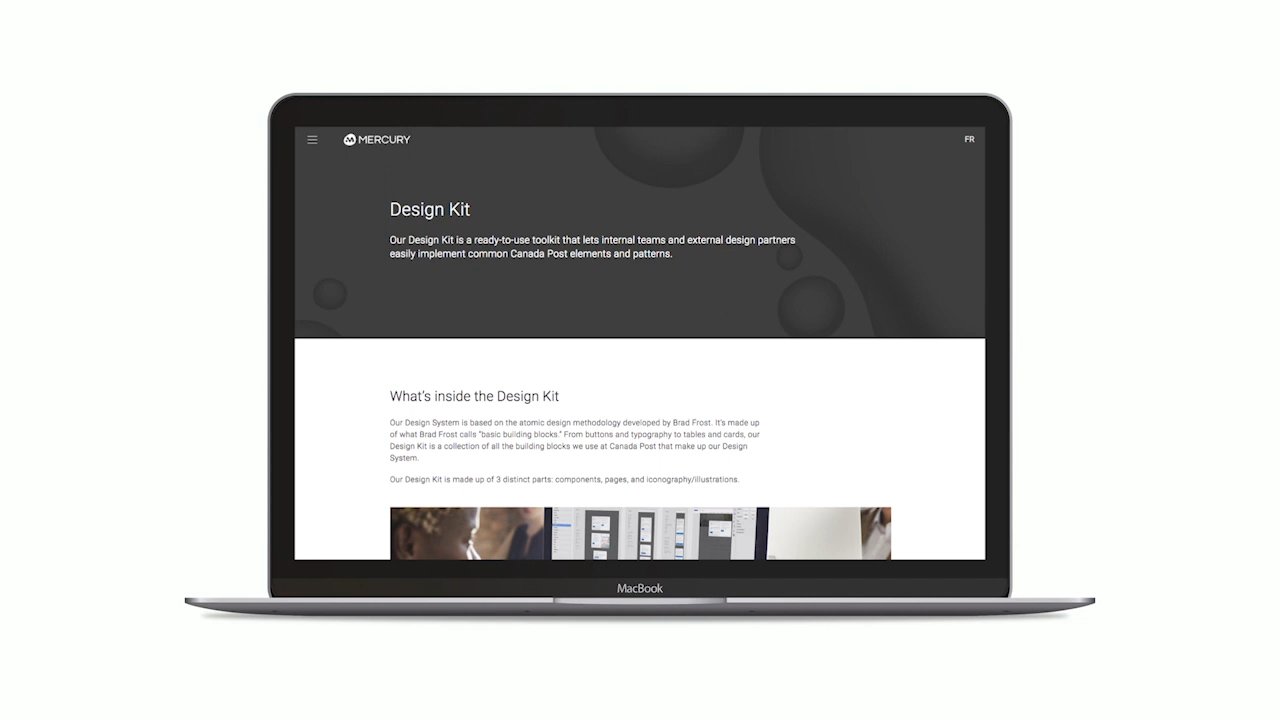 MERCURY
FR
Design Kit
Our Design Kit is a ready-to-use toolkit that lets internal teams and external design partners
easily implement common Canada Post elements and patterns.
What's inside the Design Kit
Our Design System is based on the atomic design methodology developed by Brad Frost. It's made up
of what Brad Frost calls "basic building blocks." From buttons and typography to tables and cards, our
Design Kit is a collection of all the building blocks we use at Canada Post that make up our Design
System.
Our Design Kit is made up of 3 distinct parts: components, pages, and iconography/illustrations.
MacBook